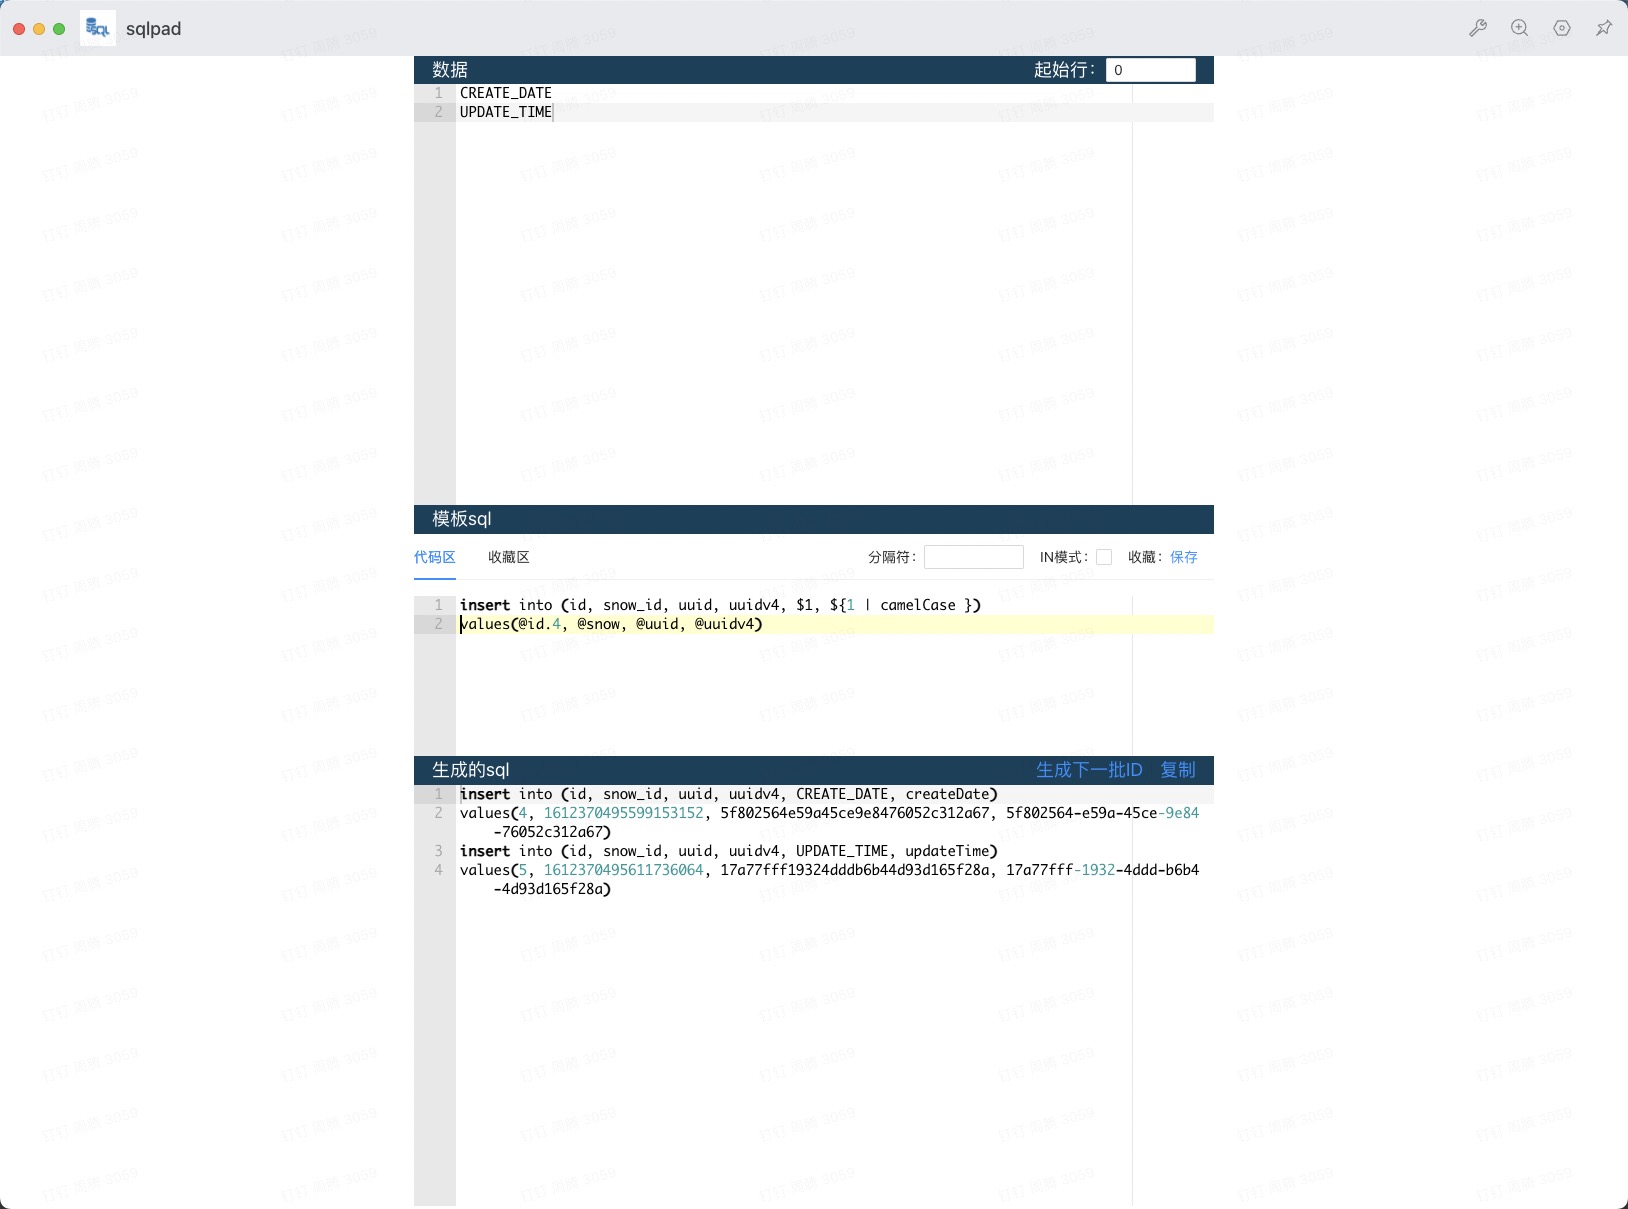 sqlpad
数据 起始行： 0
1 CREATE_DATE
2 UPDATE_TIME
模板sql
代码区 收藏区 分隔符： IN模式： 收藏： 保存
1 insert into (id, snow_id, uuid, uuidv4, $1, ${1 | camelCase })
2 values(@id.4, @snow, @uuid, @uuidv4)
生成的sql 生成下一批ID 复制
1 insert into (id, snow_id, uuid, uuidv4, CREATE_DATE, createDate)
2 values(4, 1612370495599153152, 5f802564e59a45ce9e8476052c312a67, 5f802564-e59a-45ce-9e84
-76052c312a67)
3 insert into (id, snow_id, uuid, uuidv4, UPDATE_TIME, updateTime)
4 values(5, 1612370495611736064, 17a77fff19324dddb6b44d93d165f28a, 17a77fff-1932-4ddd-b6b4
-4d93d165f28a)